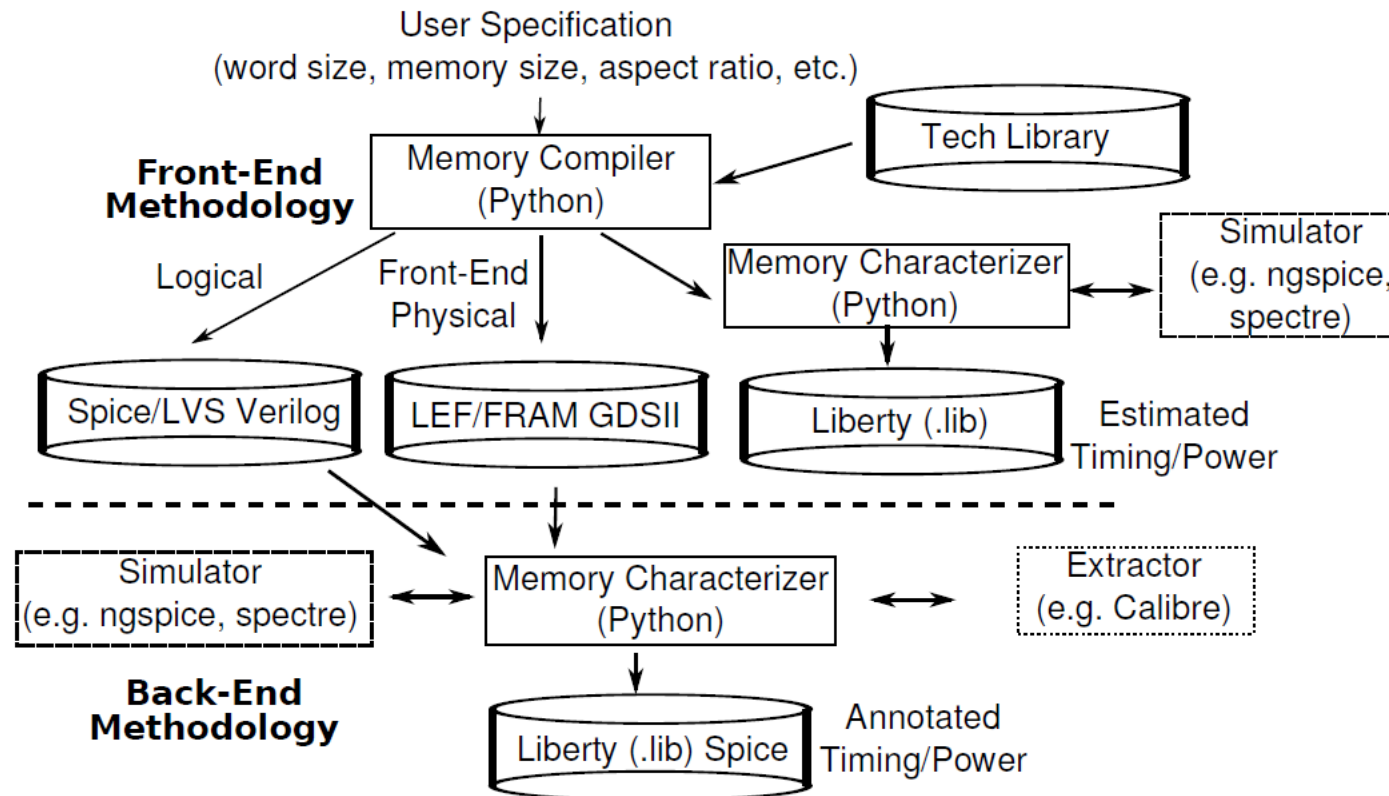 User Specification
(word size, memory size, aspect ratio, etc.)
Tech Library
Memory Compiler
(Python)
Front-End
Methodology
Simulator
(e.g. ngspice,
spectre)
Memory Characterizer
(Python)
Logical
Front-End
Physical
Spice/LVS Verilog
LEF/FRAM GDSII
Liberty (.lib)
Estimated
Timing/Power
Simulator
(e.g. ngspice, spectre)
Memory Characterizer
(Python)
Extractor
(e.g. Calibre)
Back-End
Methodology
Liberty (.lib) Spice
Annotated
Timing/Power